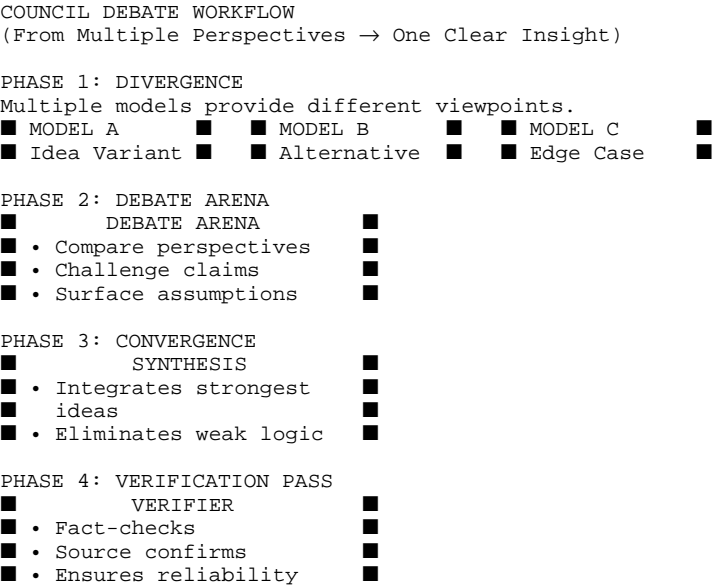 COUNCIL DEBATE WORKFLOW
(From Multiple Perspectives → One Clear Insight)
PHASE 1: DIVERGENCE
Multiple models provide different viewpoints.
■ MODEL A ■ ■ MODEL B ■ ■ MODEL C ■
■ Idea Variant ■ ■ Alternative ■ ■ Edge Case ■
PHASE 2: DEBATE ARENA
■ DEBATE ARENA ■
■ • Compare perspectives ■
■ • Challenge claims ■
■ • Surface assumptions ■
PHASE 3: CONVERGENCE
■ SYNTHESIS ■
■ • Integrates strongest ■
■ ideas ■
■ • Eliminates weak logic ■
PHASE 4: VERIFICATION PASS
■ VERIFIER ■
■ • Fact-checks ■
■ • Source confirms ■
■ • Ensures reliability ■